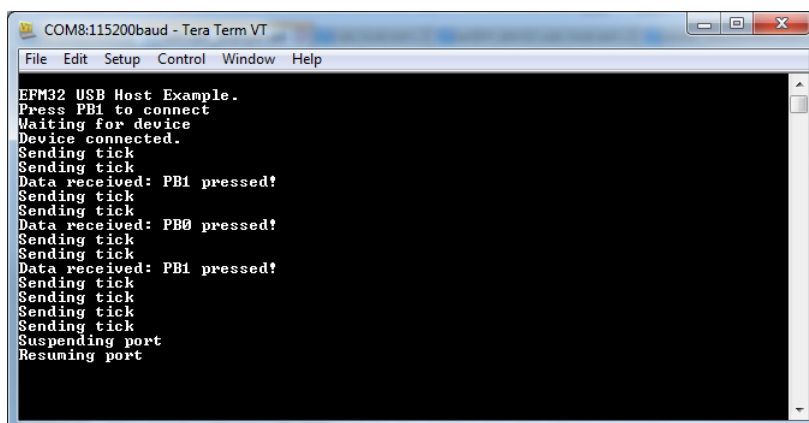 COM8:115200baud - Tera Term VT
File Edit Setup Control Window Help
EFM32 USB Host Example.
Press PB1 to connect
Waiting for device
Device connected.
Sending tick
Sending tick
Data received: PB1 pressed!
Sending tick
Sending tick
Data received: PB0 pressed!
Sending tick
Sending tick
Data received: PB1 pressed!
Sending tick
Sending tick
Sending tick
Sending tick
Suspending port
Resuming port